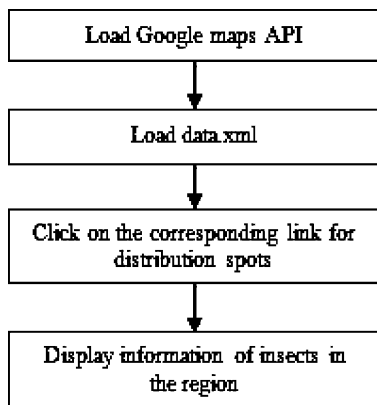 Load Google maps API
Load data.xml
Click on the corresponding link for
distribution spots
Display information of insects in
the region